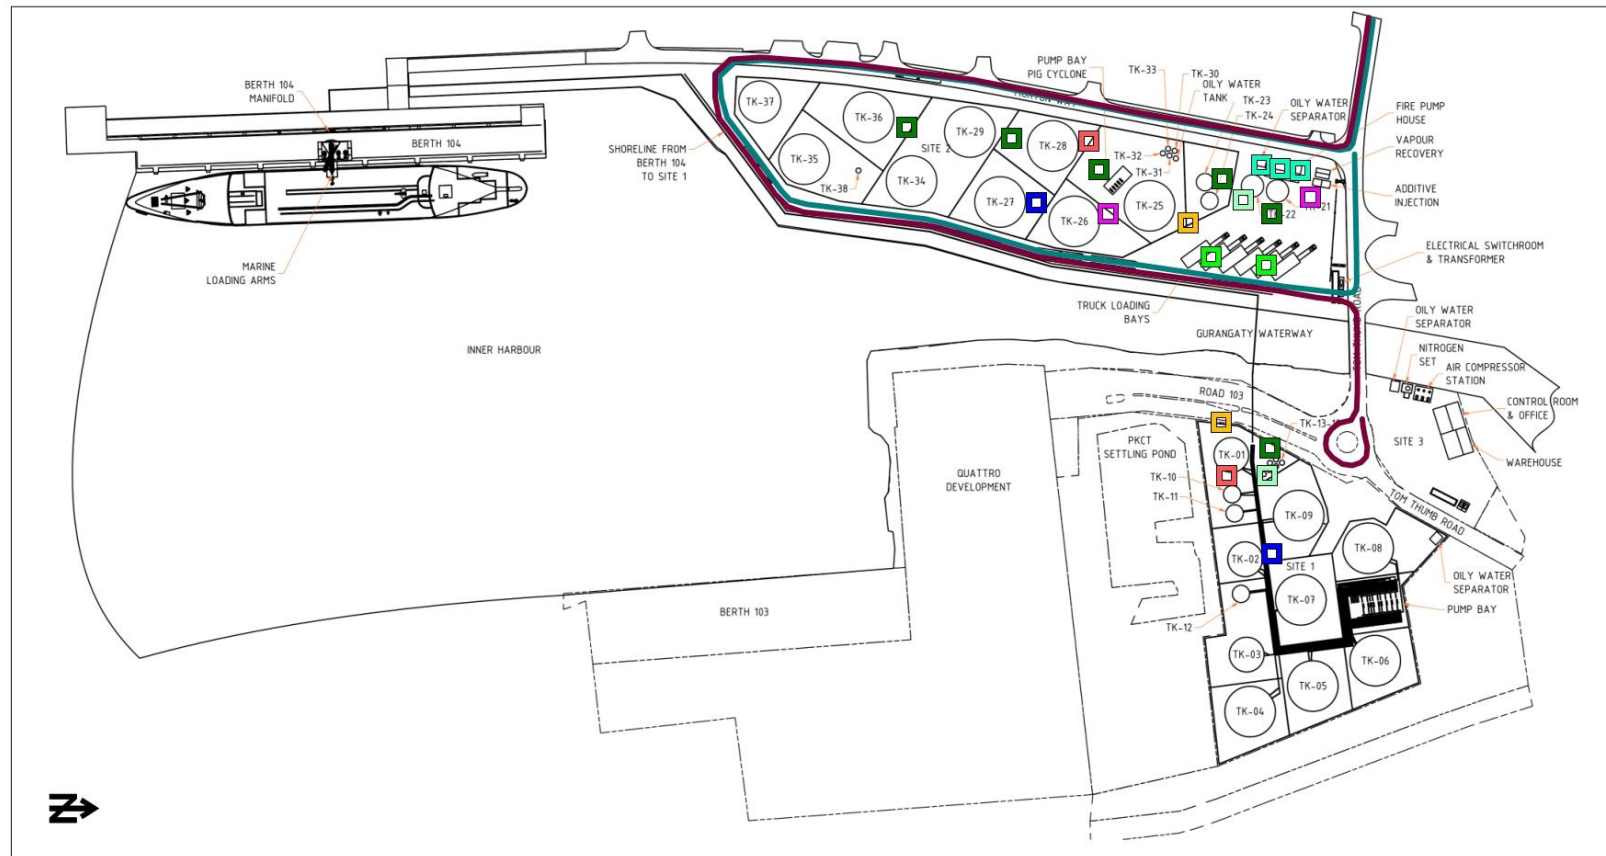 BERTH 104
MANIFOLD
BERTH 104
MARINE
LOADING ARMS
SHORELINE FROM
BERTH 104
TO SITE 1
INNER HARBOUR
TK-37
TK-36
TK-35
TK-38
SITE 2
TK-34
TK-29
TK-28
TK-27
TK-26
TK-25
PUMP BAY
PIG CYCLONE
TK-33
TK-30
OILY WATER
TANK
TK-23
TK-24
OILY WATER
SEPARATOR
TK-32
TK-31
FIRE PUMP
HOUSE
VAPOUR
RECOVERY
ADDITIVE
INJECTION
ELECTRICAL SWITCHROOM
& TRANSFORMER
TRUCK LOADING
BAYS
GURANGATY WATERWAY
OILY WATER
SEPARATOR
NITROGEN
SET
AIR COMPRESSOR
STATION
CONTROL ROOM
& OFFICE
SITE 3
WAREHOUSE
ROAD 103
PKCT
SETTLING POND
QUATTRO
DEVELOPMENT
TK-01
TK-10
TK-11
TK-09
TOM THUMB ROAD
TK-02
TK-08
SITE 1
OILY WATER
SEPARATOR
TK-07
PUMP BAY
BERTH 103
TK-12
TK-03
TK-06
TK-05
TK-04
Z